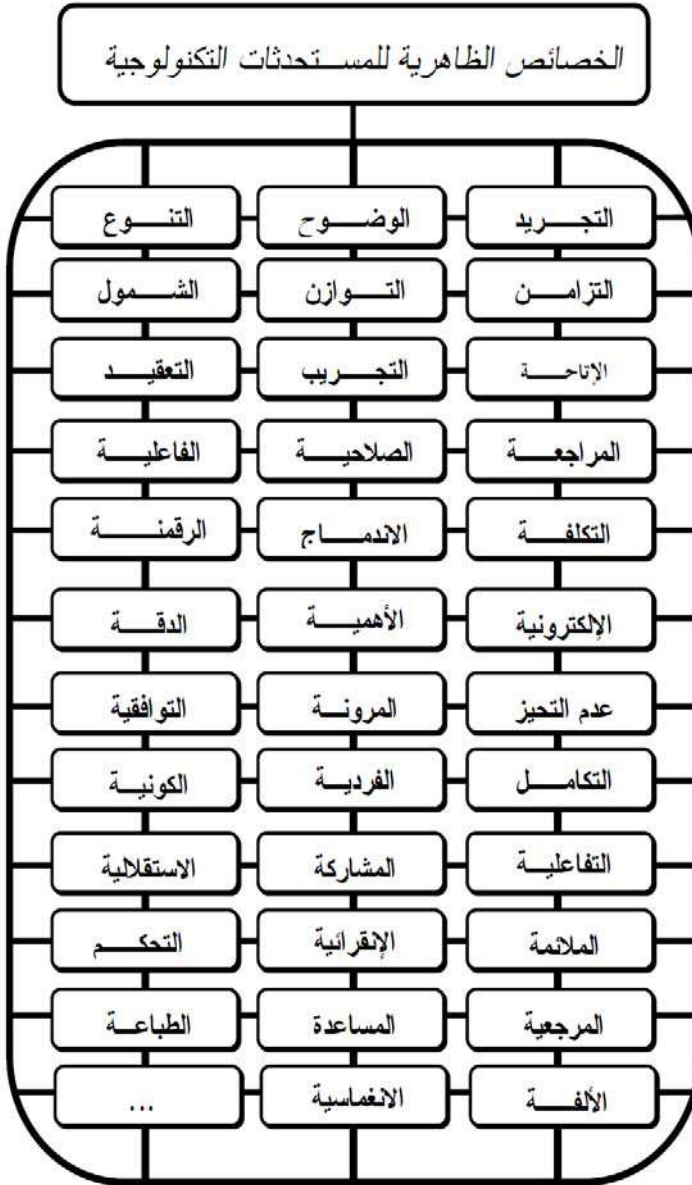 الخصائص الظاهرية للمستحدثات التكنولوجية
التجريد الوضوح التنوع
التزامن التوازن الشمول
الإتاحة التجريب التعقيد
المراجعة الصلاحية الفاعلية
التكلفة الاندماج الرقمنة
الإلكترونية الأهمية الدقة
عدم التحيز المرونة التوافقية
التكامل الفردية الكونية
التفاعلية المشاركة الاستقلالية
الملائمة الإنقرائية التحكم
المرجعية المساعدة الطباعة
الألفة الانغماسية ...